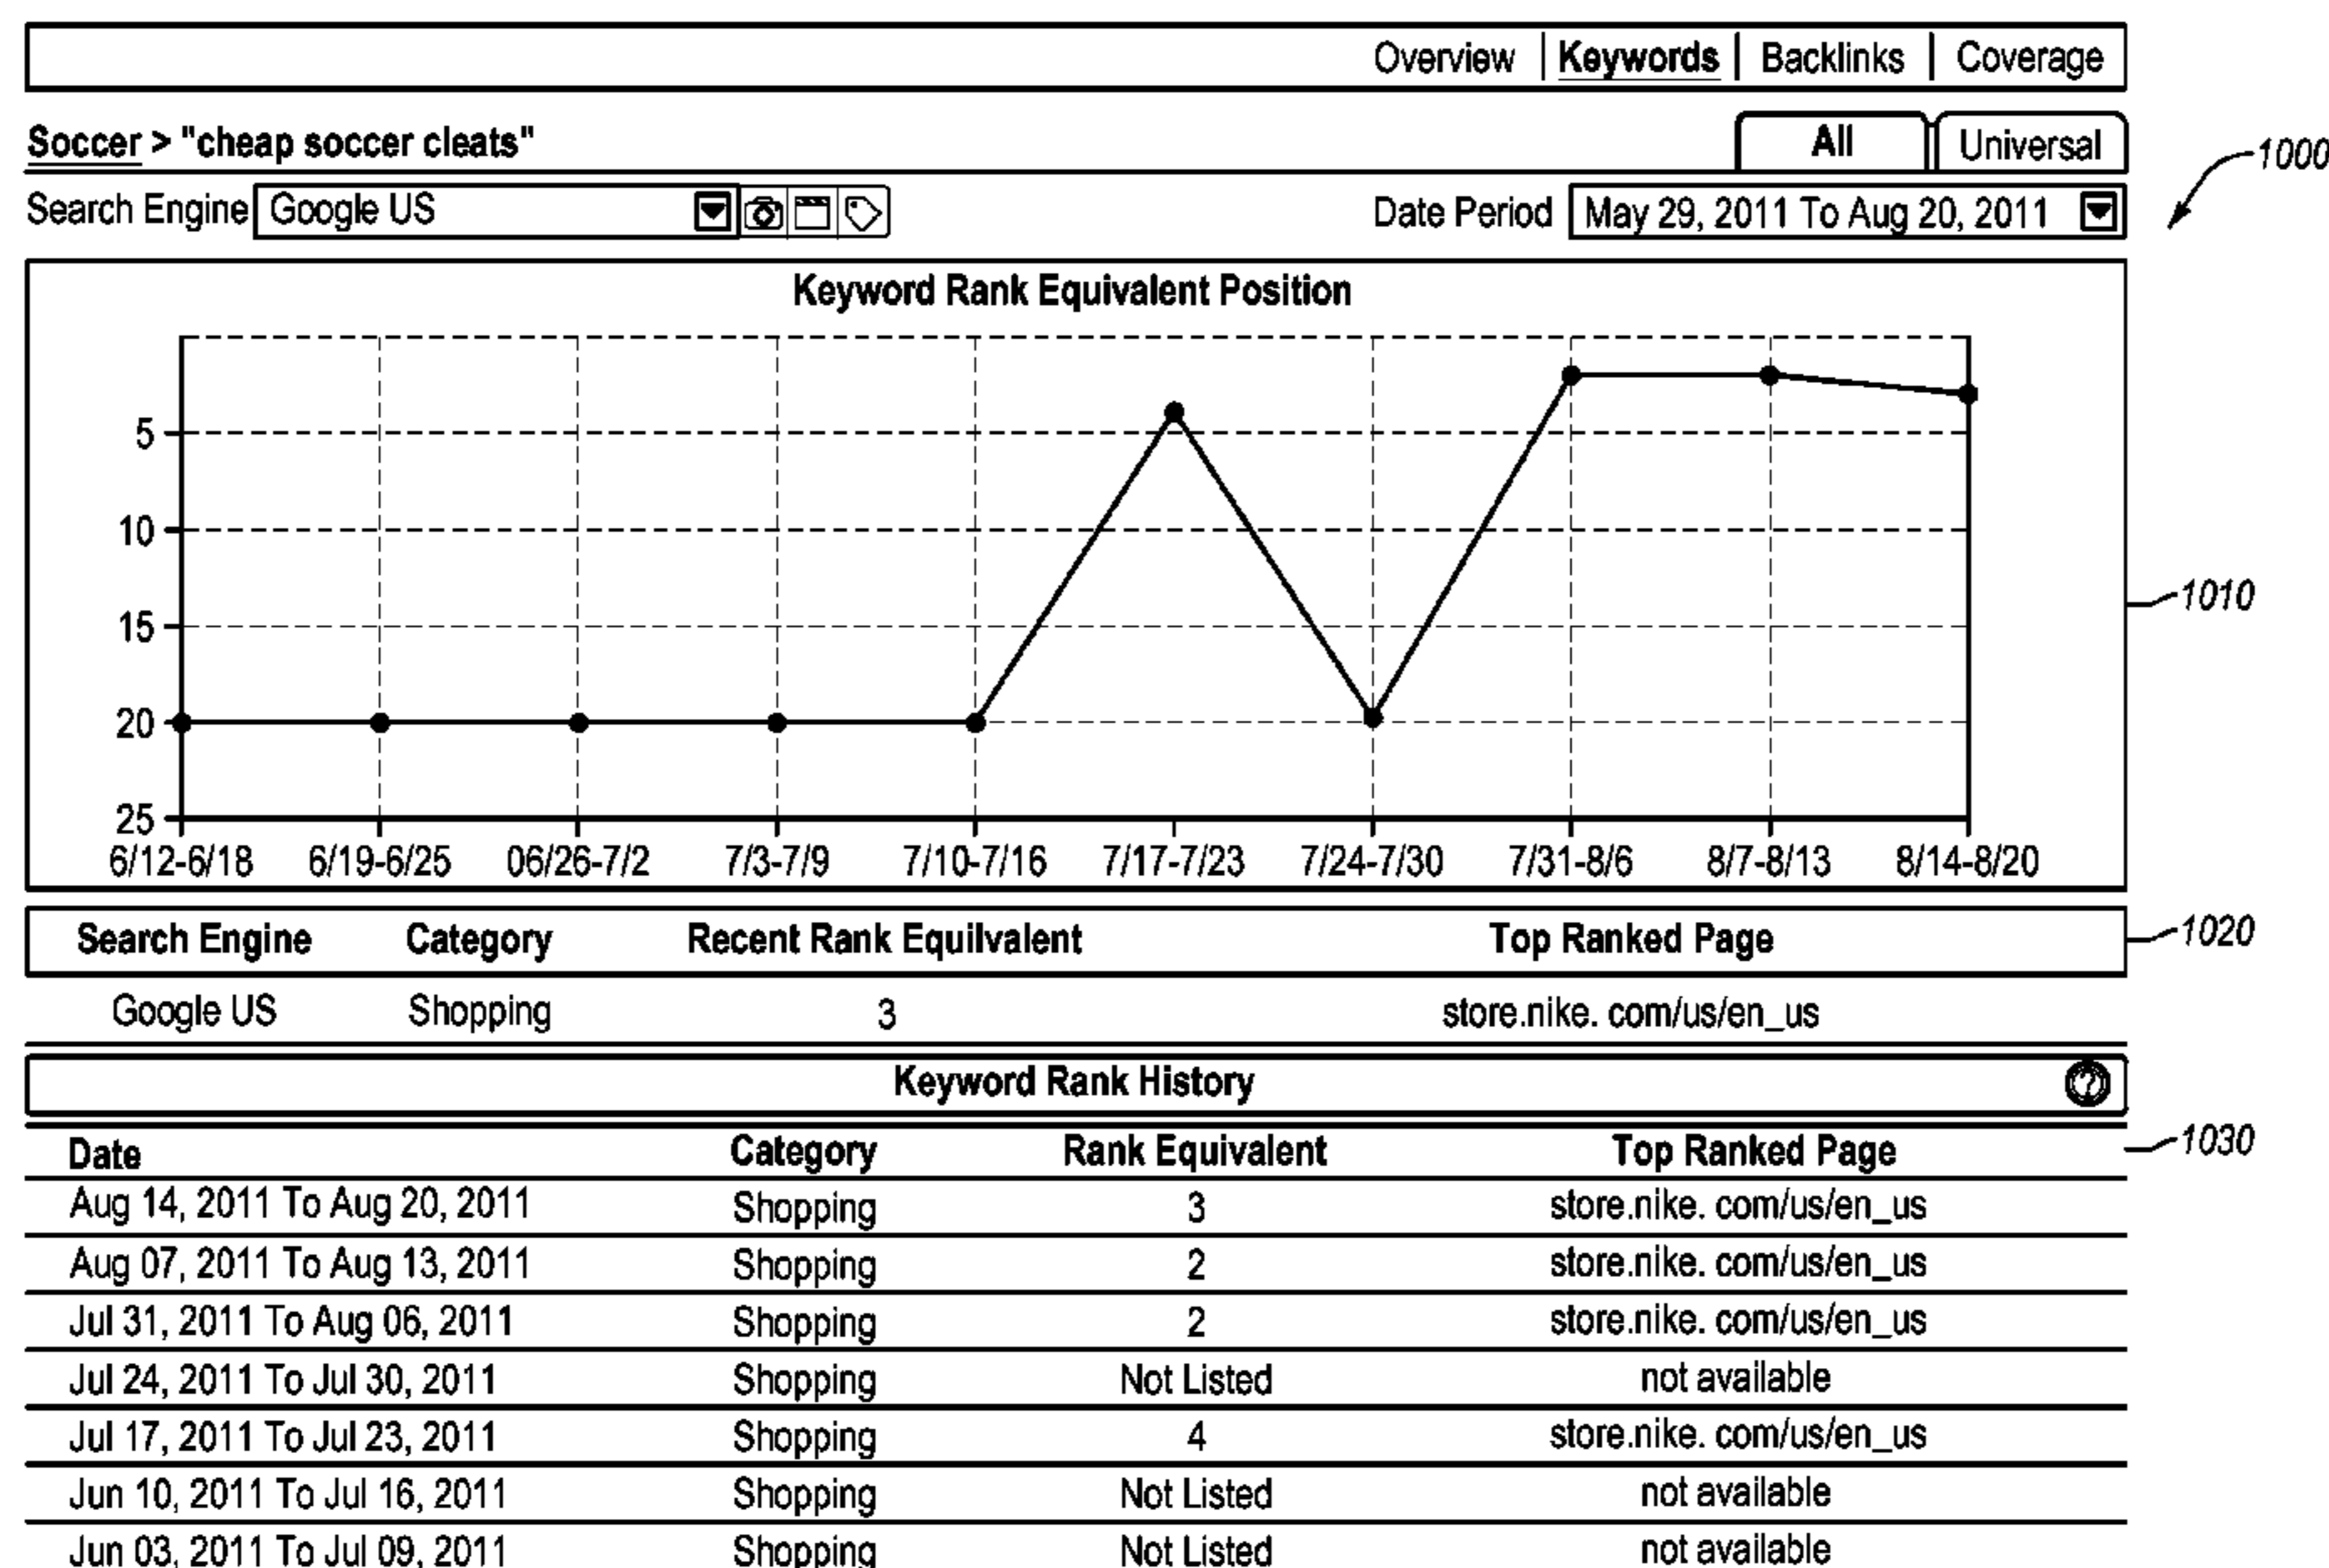 Overview | Keywords | Backlinks | Coverage
Soccer > "cheap soccer cleats" All Universal
1000
Search Engine Google US Date Period May 29, 2011 To Aug 20, 2011
Keyword Rank Equivalent Position
5
10
15
20
25
1010
6/12-6/18 6/19-6/25 06/26-7/2 7/3-7/9 7/10-7/16 7/17-7/23 7/24-7/30 7/31-8/6 8/7-8/13 8/14-8/20
Search Engine Category Recent Rank Equilvalent Top Ranked Page 1020
Google US Shopping 3 store.nike. com/us/en_us
Keyword Rank History ?
Date Category Rank Equivalent Top Ranked Page 1030
Aug 14, 2011 To Aug 20, 2011 Shopping 3 store.nike. com/us/en_us
Aug 07, 2011 To Aug 13, 2011 Shopping 2 store.nike. com/us/en_us
Jul 31, 2011 To Aug 06, 2011 Shopping 2 store.nike. com/us/en_us
Jul 24, 2011 To Jul 30, 2011 Shopping Not Listed not available
Jul 17, 2011 To Jul 23, 2011 Shopping 4 store.nike. com/us/en_us
Jun 10, 2011 To Jul 16, 2011 Shopping Not Listed not available
Jun 03, 2011 To Jul 09, 2011 Shopping Not Listed not available